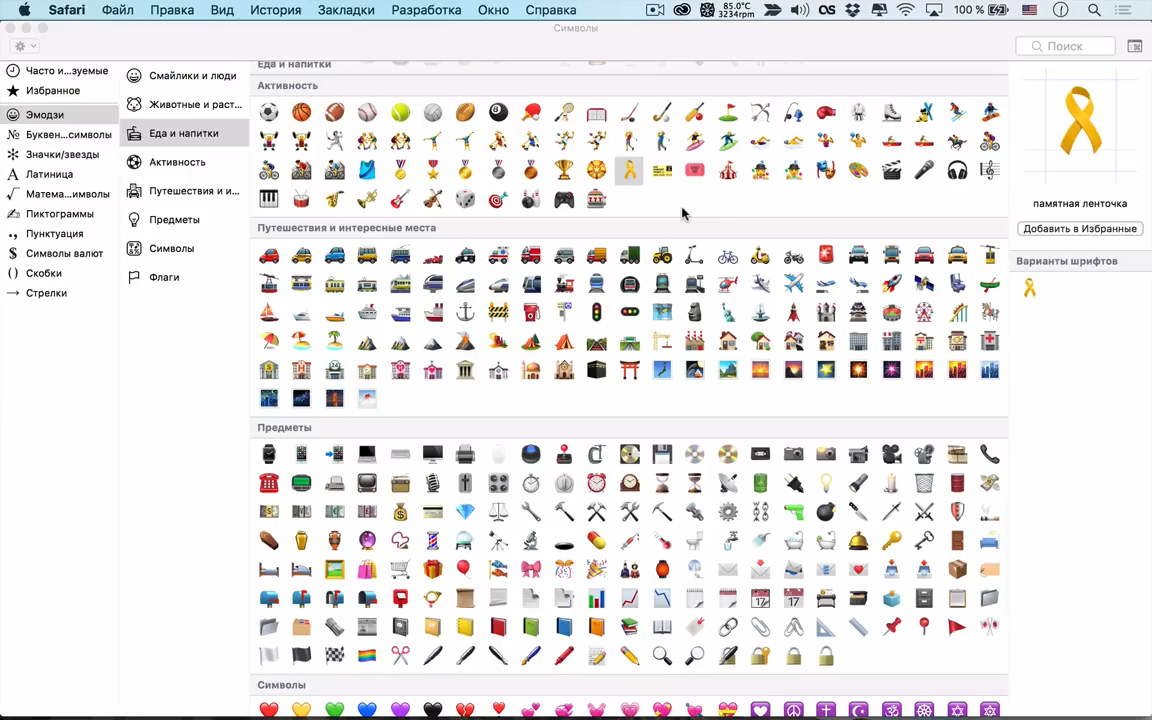 Safari Файл Правка Вид История Закладки Разработка Окно Справка 85.0°C 3234rpm 100 %
Символы
Поиск
Часто и...зуемые
Избранное
Эмодзи
Буквен...символы
Значки/звезды
Латиница
Матема...имволы
Пиктограммы
Пунктуация
Символы валют
Скобки
Стрелки
Смайлики и люди
Животные и раст...
Еда и напитки
Активность
Путешествия и и...
Предметы
Символы
Флаги
Еда и напитки
Активность
Путешествия и интересные места
Предметы
Символы
памятная ленточка
Добавить в Избранные
Варианты шрифтов